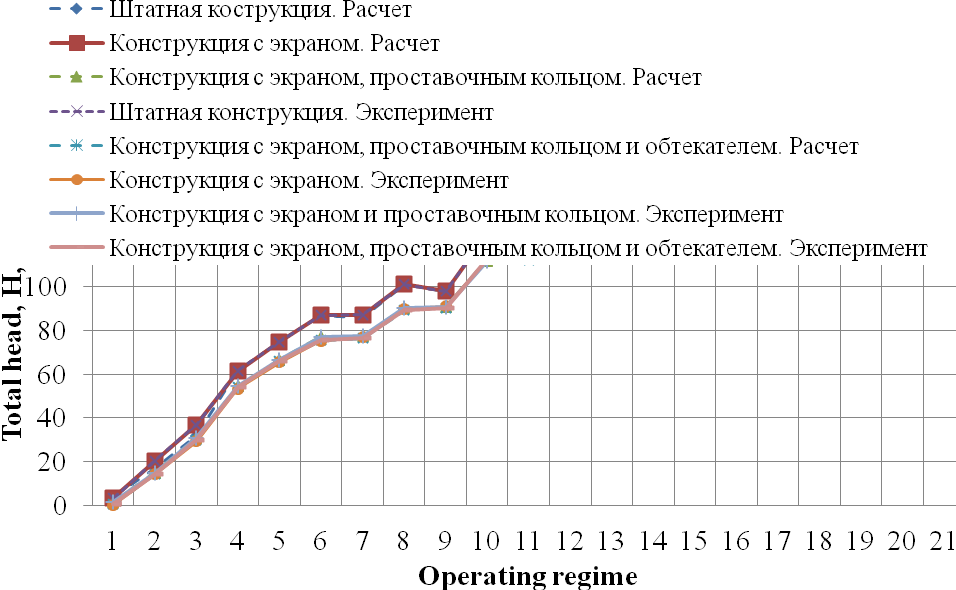 Штатная кострукция. Расчет
Конструкция с экраном. Расчет
Конструкция с экраном, проставочным кольцом. Расчет
Штатная конструкция. Эксперимент
Конструкция с экраном, проставочным кольцом и обтекателем. Расчет
Конструкция с экраном. Эксперимент
Конструкция с экраном и проставочным кольцом. Эксперимент
Конструкция с экраном, проставочным кольцом и обтекателем. Эксперимент
Total head, H,
100
80
60
40
20
0
1 2 3 4 5 6 7 8 9 10 11 12 13 14 15 16 17 18 19 20 21
Operating regime